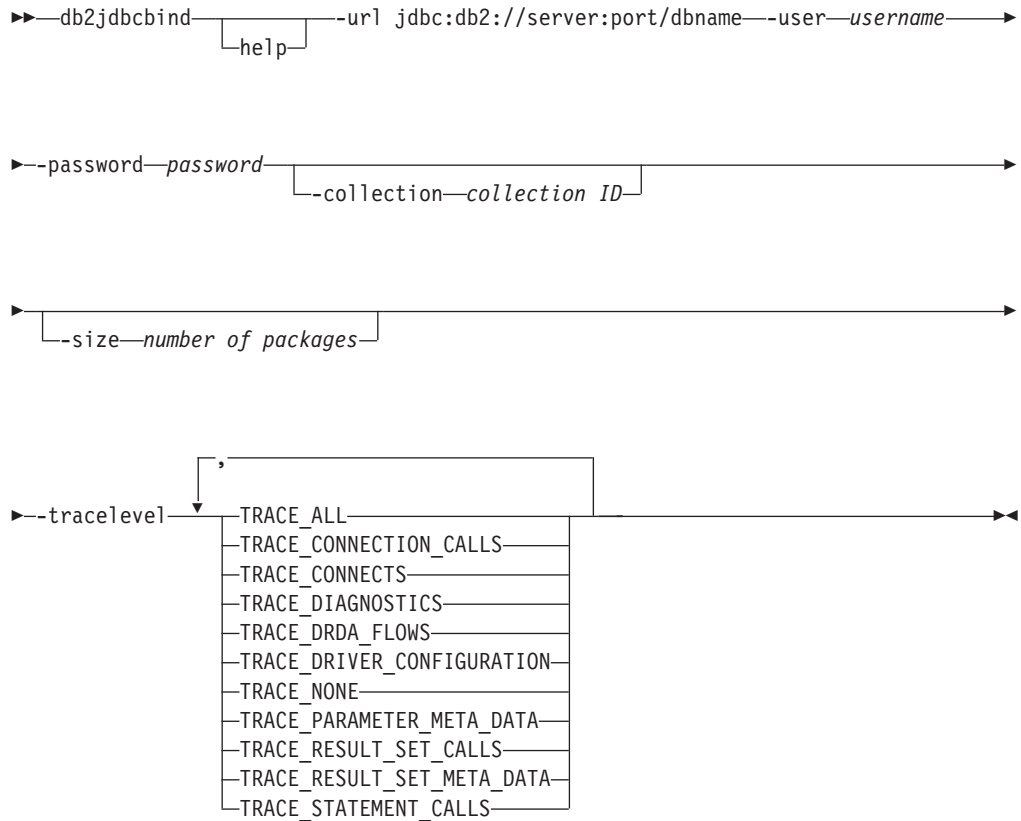 db2jdbcbind help -url jdbc:db2://server:port/dbname -user username
-password password -collection collection ID
-size number of packages
,
-tracelevel TRACE_ALL
TRACE_CONNECTION_CALLS
TRACE_CONNECTS
TRACE_DIAGNOSTICS
TRACE_DRDA_FLOWS
TRACE_DRIVER_CONFIGURATION
TRACE_NONE
TRACE_PARAMETER_META_DATA
TRACE_RESULT_SET_CALLS
TRACE_RESULT_SET_META_DATA
TRACE_STATEMENT_CALLS